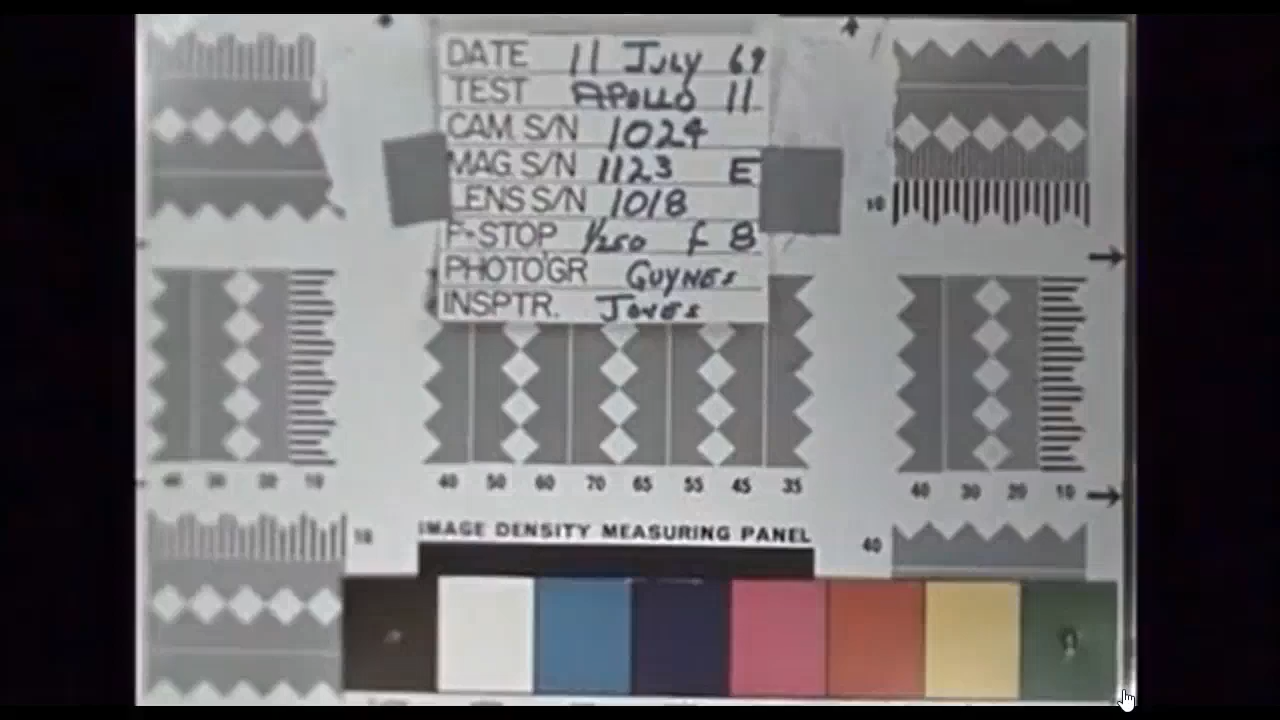 DATE 11 July 69
TEST APOLLO 11
CAM. S/N 1024
MAG. S/N 1123 E
LENS S/N 1018
F-STOP 1/250 f 8
PHOTO'GR GUYNES
INSPTR. JONES
10
40 30 20 10
40 50 60 70 65 55 45 35
40 30 20 10
10
IMAGE DENSITY MEASURING PANEL
40